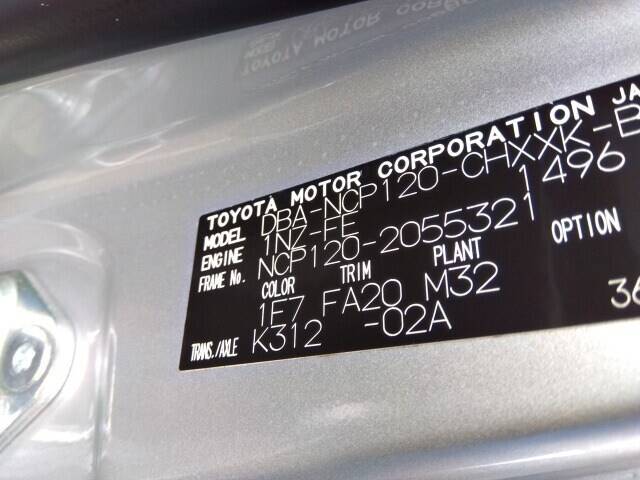 TOYOTA MOTOR CORPORATION JA
MODEL DBA-NCP120-CHXXK-B
ENGINE 1NZ-FE 1496
FRAME No. NCP120-2055321
COLOR TRIM PLANT OPTION
1E7 FA20 M32
TRANS./AXLE K312 -02A 36